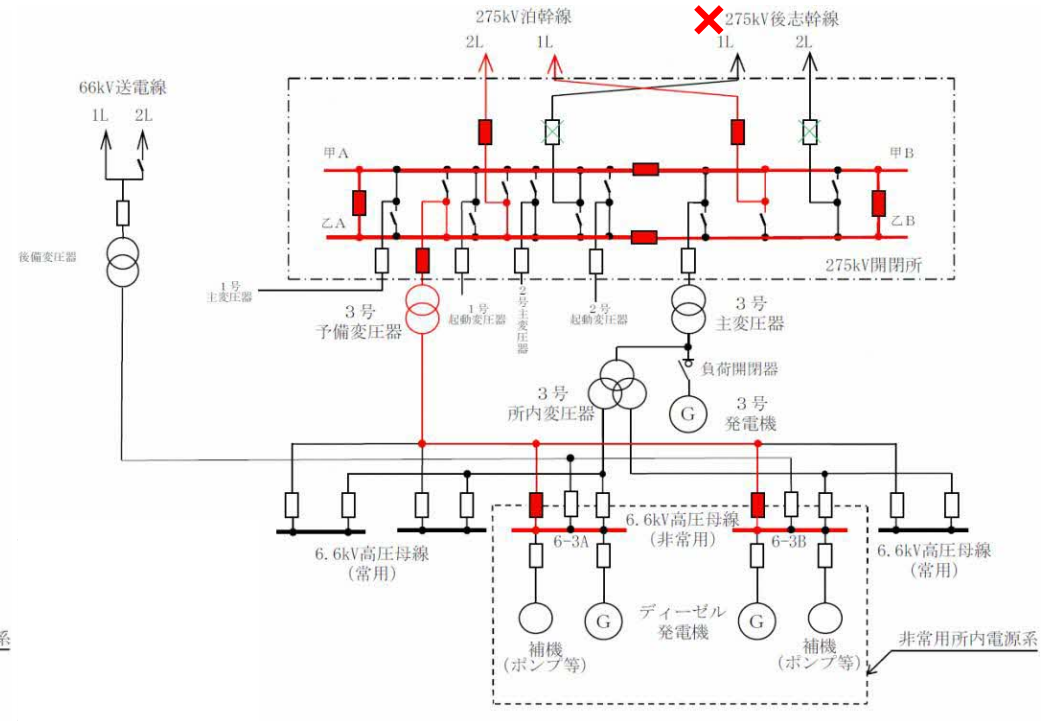 275kV泊幹線
275kV後志幹線
2L
1L
1L
2L
66kV送電線
1L
2L
甲A
甲B
乙A
乙B
275kV開閉所
後備変圧器
1号
主変圧器
3号
予備変圧器
1号
起動変圧器
2号主変圧器
2号
起動変圧器
3号
主変圧器
負荷開閉器
3号
所内変圧器
G
3号
発電機
6.6kV高圧母線
(常用)
6-3A
6.6kV高圧母線
(非常用)
6-3B
6.6kV高圧母線
(常用)
補機
(ポンプ等)
G
ディーゼル
発電機
G
補機
(ポンプ等)
非常用所内電源系
系